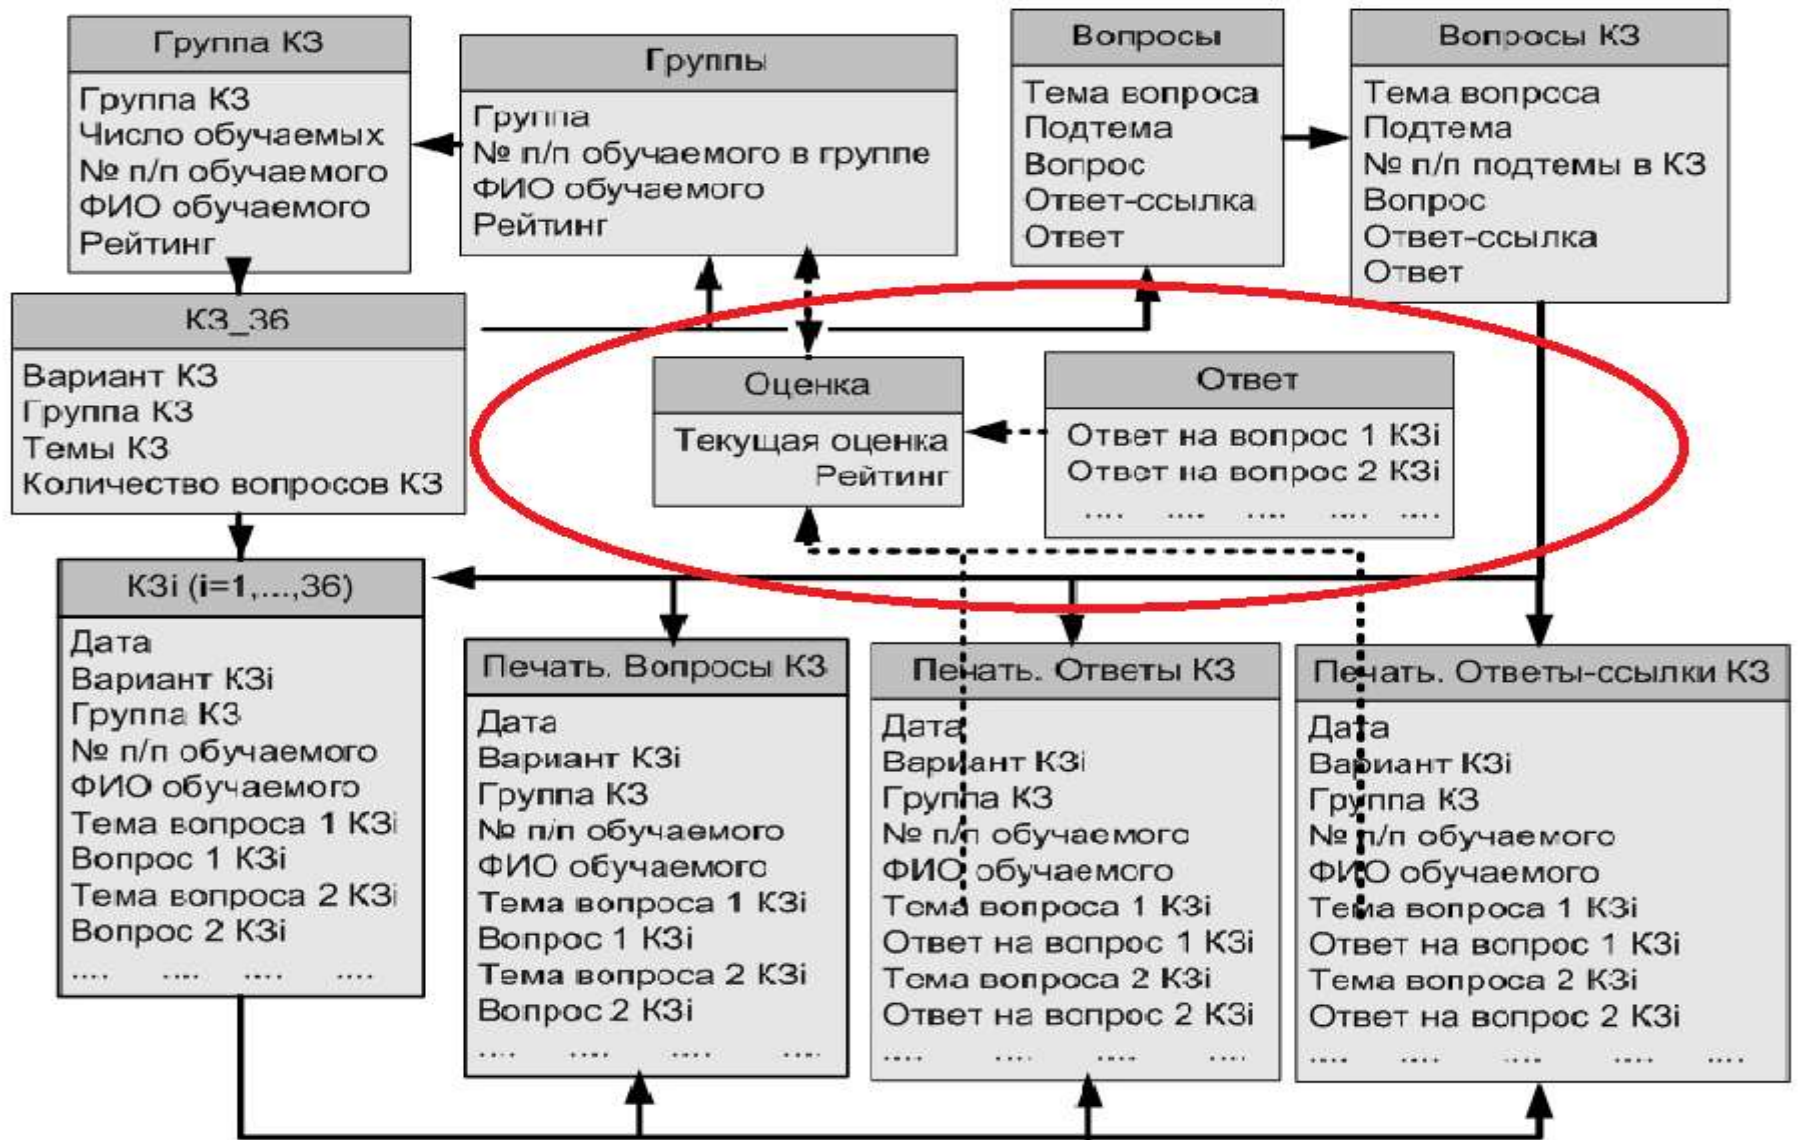 Группа КЗ
Группа КЗ
Число обучаемых
№ п/п обучаемого
ФИО обучаемого
Рейтинг
Группы
Группа
№ п/п обучаемого в группе
ФИО обучаемого
Рейтинг
Вопросы
Тема вопроса
Подтема
Вопрос
Ответ-ссылка
Ответ
Вопросы КЗ
Тема вопроса
Подтема
№ п/п подтемы в КЗ
Вопрос
Ответ-ссылка
Ответ
КЗ_36
Вариант КЗ
Группа КЗ
Темы КЗ
Количество вопросов КЗ
Оценка
Текущая оценка
Рейтинг
Ответ
Ответ на вопрос 1 КЗi
Ответ на вопрос 2 КЗi
.... .... .... .... ....
КЗi (i=1,...,36)
Дата
Вариант КЗi
Группа КЗ
№ п/п обучаемого
ФИО обучаемого
Тема вопроса 1 КЗi
Вопрос 1 КЗi
Тема вопроса 2 КЗi
Вопрос 2 КЗi
.... .... .... ....
Печать. Вопросы КЗ
Дата
Вариант КЗi
Группа КЗ
№ п/п обучаемого
ФИО обучаемого
Тема вопроса 1 КЗi
Вопрос 1 КЗi
Тема вопроса 2 КЗi
Вопрос 2 КЗi
.... .... .... ....
Печать. Ответы КЗ
Дата
Вариант КЗi
Группа КЗ
№ п/п обучаемого
ФИО обучаемого
Тема вопроса 1 КЗi
Ответ на вопрос 1 КЗi
Тема вопроса 2 КЗi
Ответ на вопрос 2 КЗi
.... .... .... ....
Печать. Ответы-ссылки КЗ
Дата
Вариант КЗi
Группа КЗ
№ п/п обучаемого
ФИО обучаемого
Тема вопроса 1 КЗi
Ответ на вопрос 1 КЗi
Тема вопроса 2 КЗi
Ответ на вопрос 2 КЗi
.... .... .... .... ....